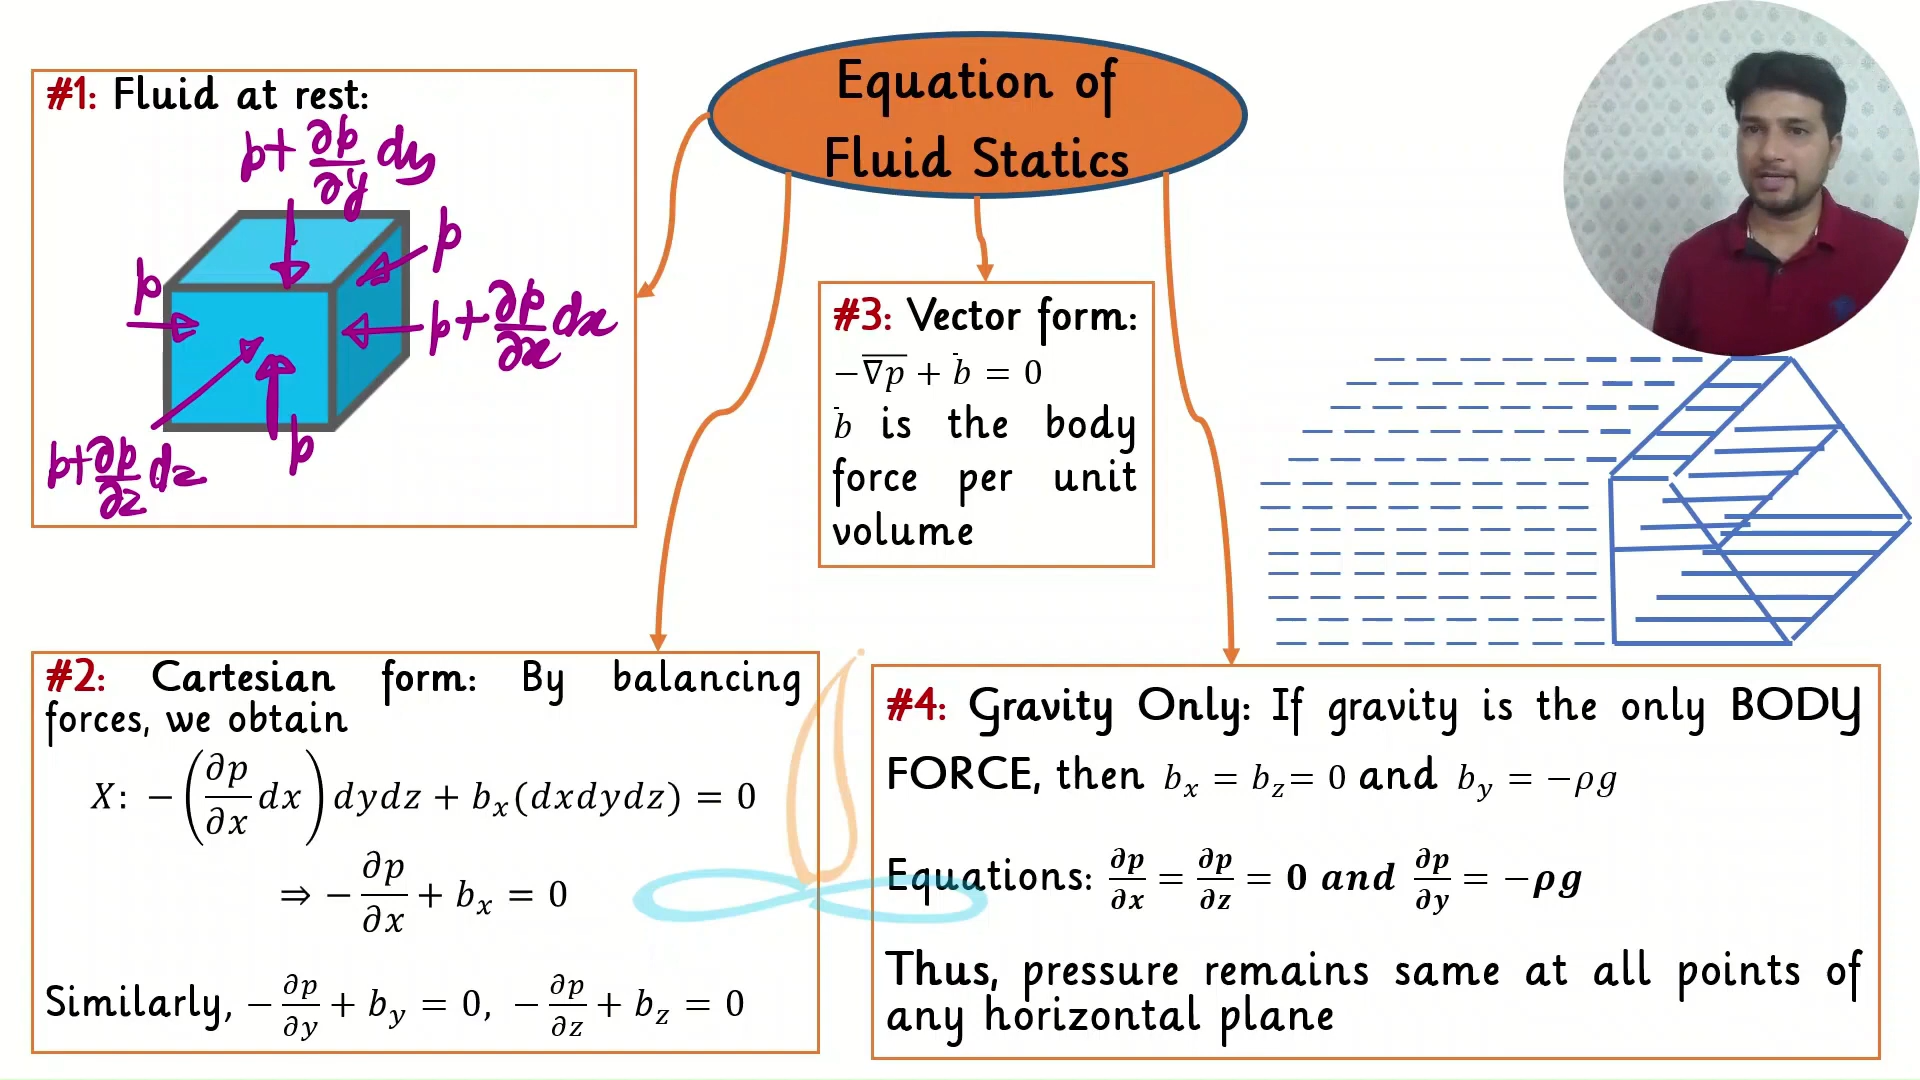 Equation of
Fluid Statics
#1: Fluid at rest:
p+ ∂p/∂y dy
p
p
p+ ∂p/∂x dx
p+ ∂p/∂z dz
p
#3: Vector form:
−∇p + b = 0
b is the body
force per unit
volume
#2: Cartesian form: By balancing
forces, we obtain
X: −(∂p/∂x dx) dydz + bₓ(dxdydz) = 0
⇒ −∂p/∂x + bₓ = 0
Similarly, −∂p/∂y + b_y = 0, −∂p/∂z + b_z = 0
#4: Gravity Only: If gravity is the only BODY
FORCE, then bₓ = b_z = 0 and b_y = −ρg
Equations: ∂p/∂x = ∂p/∂z = 0 and ∂p/∂y = −ρg
Thus, pressure remains same at all points of
any horizontal plane